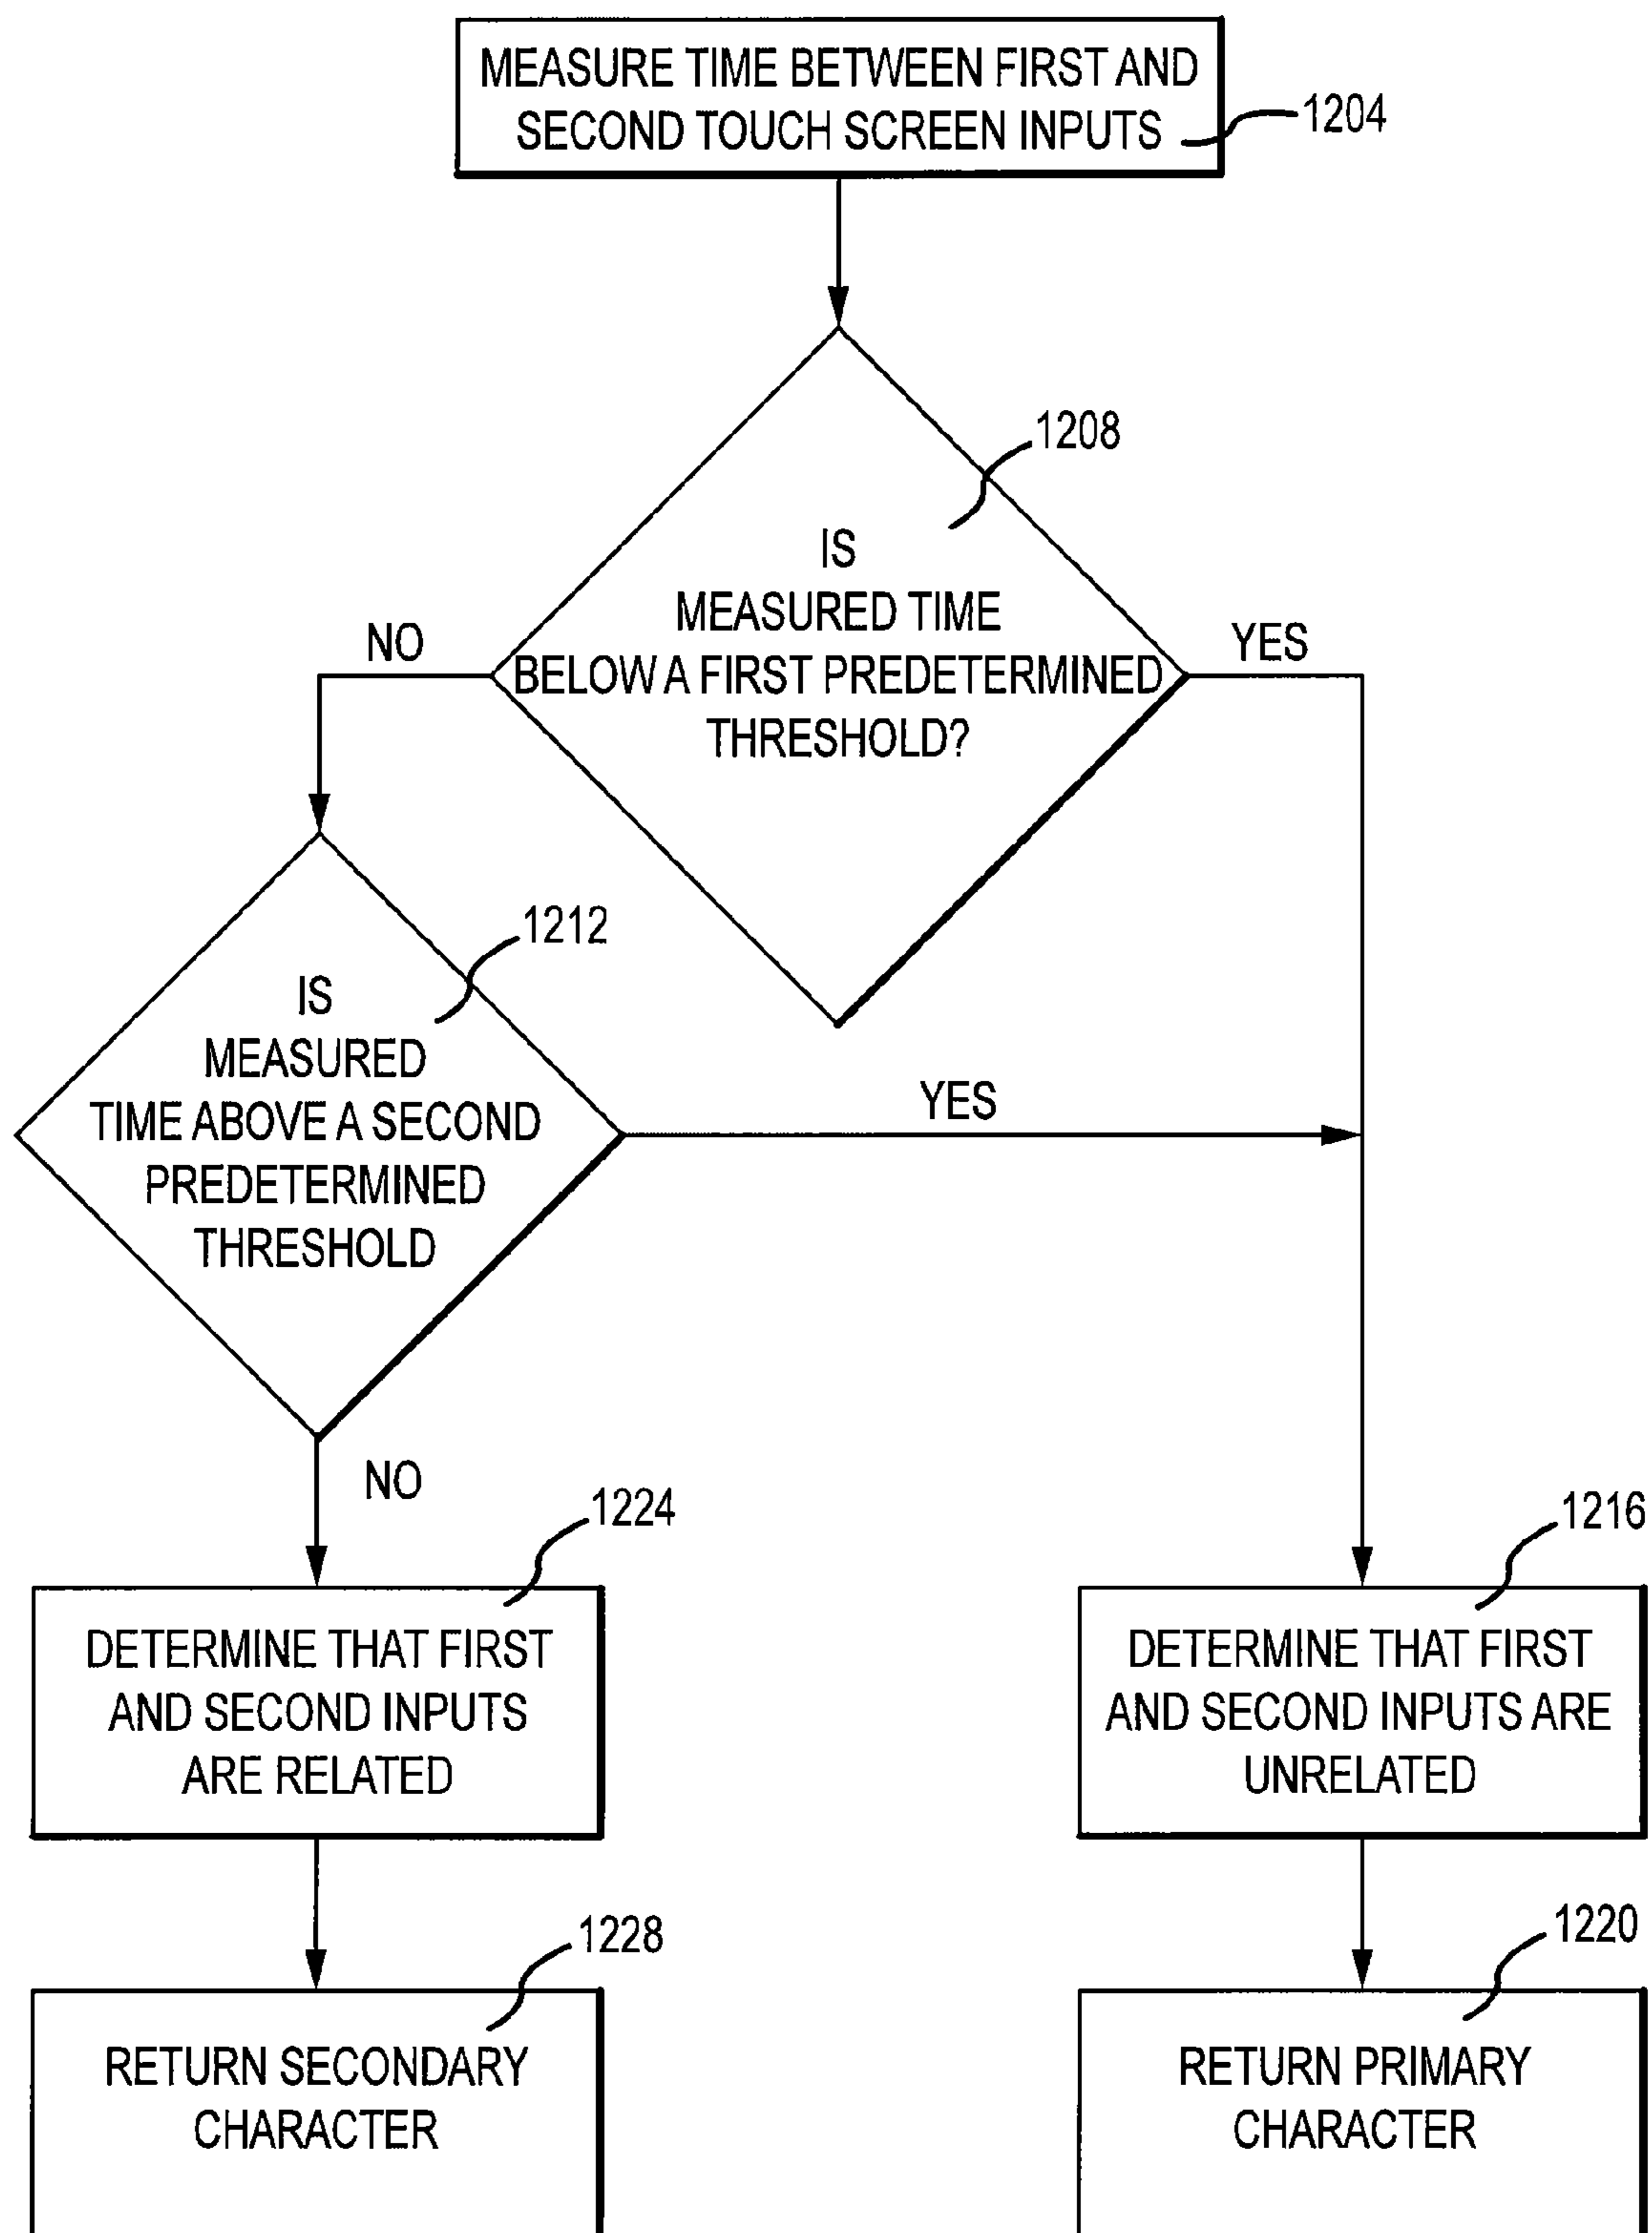 MEASURE TIME BETWEEN FIRST AND
SECOND TOUCH SCREEN INPUTS
1204
1208
IS
MEASURED TIME
BELOW A FIRST PREDETERMINED
THRESHOLD?
NO
YES
1212
IS
MEASURED
TIME ABOVE A SECOND
PREDETERMINED
THRESHOLD
YES
NO
1224
DETERMINE THAT FIRST
AND SECOND INPUTS
ARE RELATED
1216
DETERMINE THAT FIRST
AND SECOND INPUTS ARE
UNRELATED
1228
RETURN SECONDARY
CHARACTER
1220
RETURN PRIMARY
CHARACTER